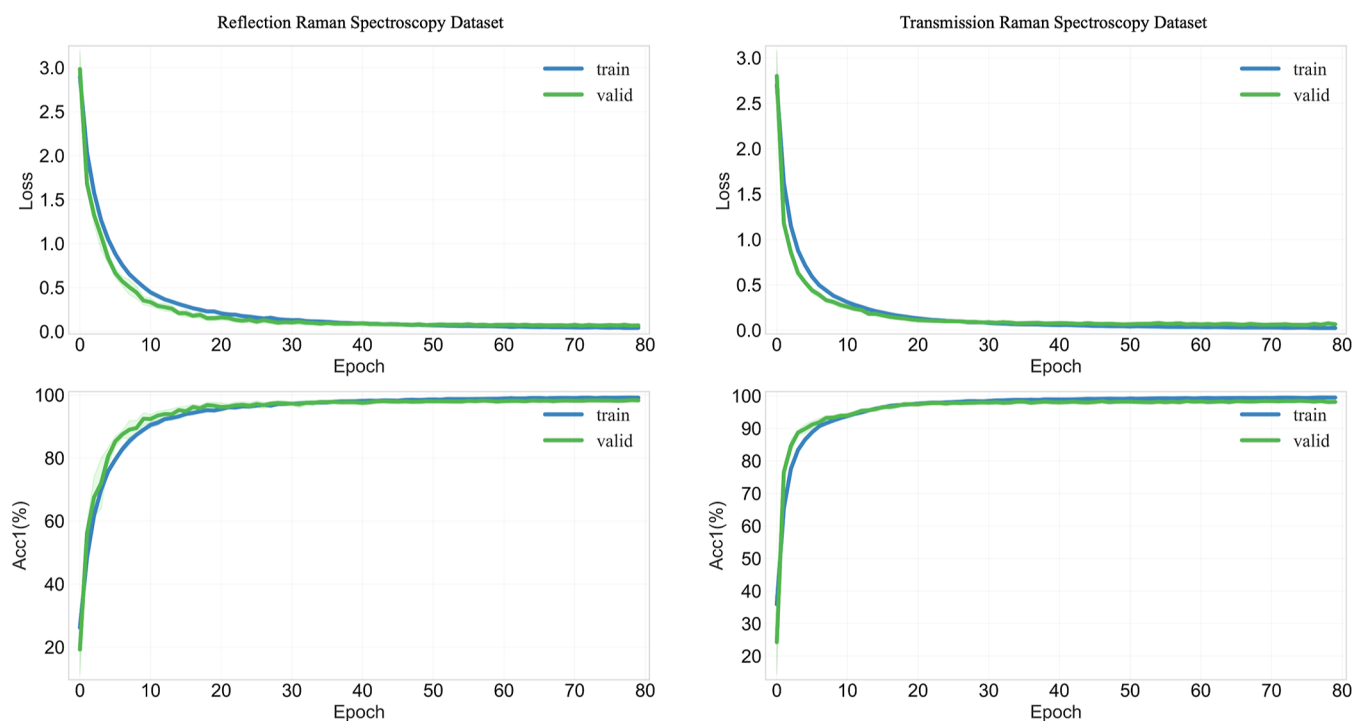 Reflection Raman Spectroscopy Dataset
3.0
2.5
2.0
1.5
1.0
0.5
0.0
Loss
train
valid
0 10 20 30 40 50 60 70 80
Epoch
Transmission Raman Spectroscopy Dataset
3.0
2.5
2.0
1.5
1.0
0.5
0.0
Loss
train
valid
0 10 20 30 40 50 60 70 80
Epoch
100
80
60
40
20
Acc1(%)
train
valid
0 10 20 30 40 50 60 70 80
Epoch
100
90
80
70
60
50
40
30
20
Acc1(%)
train
valid
0 10 20 30 40 50 60 70 80
Epoch